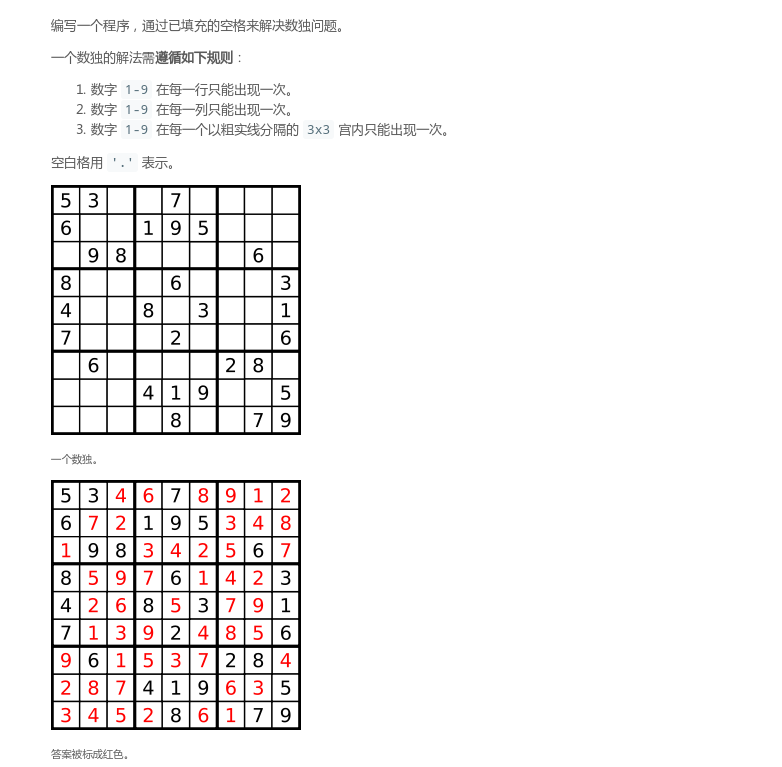 编写一个程序，通过已填充的空格来解决数独问题。
一个数独的解法需遵循如下规则：
1. 数字 1-9 在每一行只能出现一次。
2. 数字 1-9 在每一列只能出现一次。
3. 数字 1-9 在每一个以粗实线分隔的 3x3 宫内只能出现一次。
空白格用 '.' 表示。
5 3 7
6 1 9 5
9 8 6
8 6 3
4 8 3 1
7 2 6
6 2 8
4 1 9 5
8 7 9
一个数独。
5 3 4 6 7 8 9 1 2
6 7 2 1 9 5 3 4 8
1 9 8 3 4 2 5 6 7
8 5 9 7 6 1 4 2 3
4 2 6 8 5 3 7 9 1
7 1 3 9 2 4 8 5 6
9 6 1 5 3 7 2 8 4
2 8 7 4 1 9 6 3 5
3 4 5 2 8 6 1 7 9
答案被标成红色。